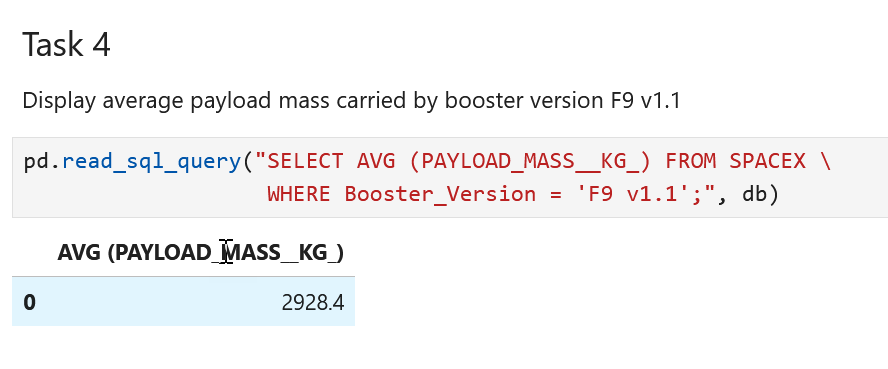 Task 4
Display average payload mass carried by booster version F9 v1.1
pd.read_sql_query("SELECT AVG (PAYLOAD_MASS__KG_) FROM SPACEX \
WHERE Booster_Version = 'F9 v1.1';", db)
AVG (PAYLOAD_MASS__KG_)
0 2928.4